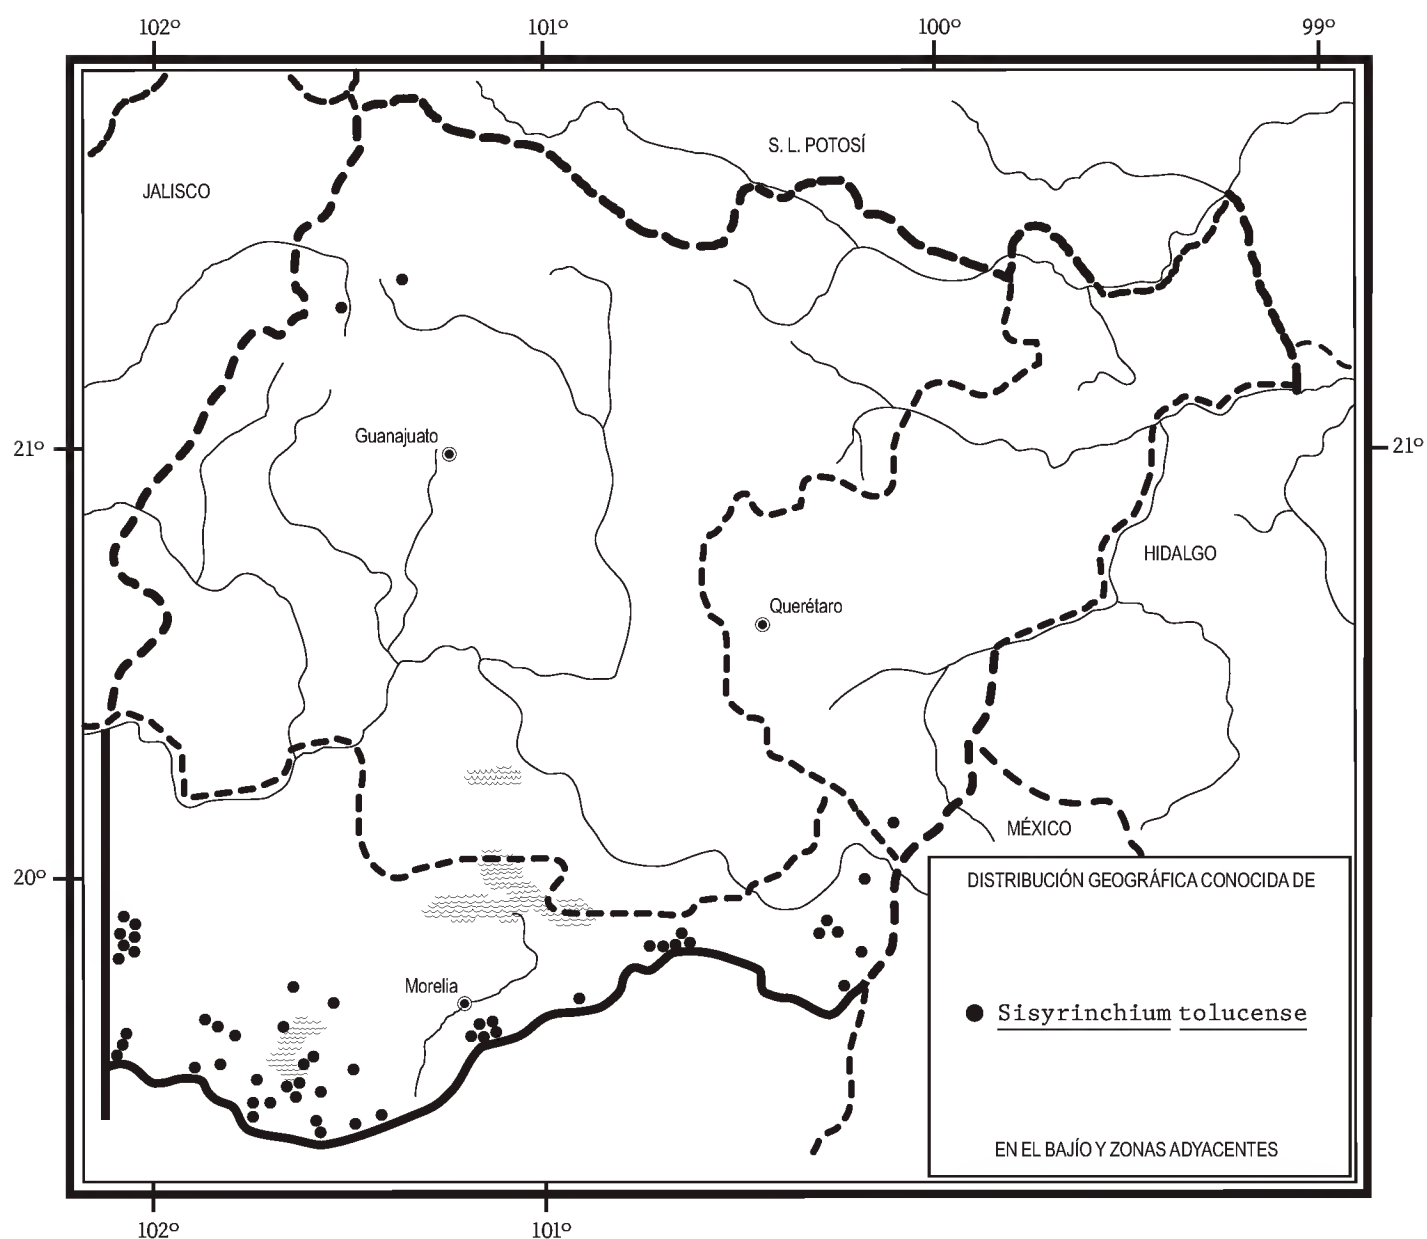 102° 101° 100° 99°
S. L. POTOSÍ
JALISCO
Guanajuato
21° 21°
HIDALGO
Querétaro
MÉXICO
20°
DISTRIBUCIÓN GEOGRÁFICA CONOCIDA DE
Morelia
Sisyrinchium tolucense
EN EL BAJÍO Y ZONAS ADYACENTES
102° 101°